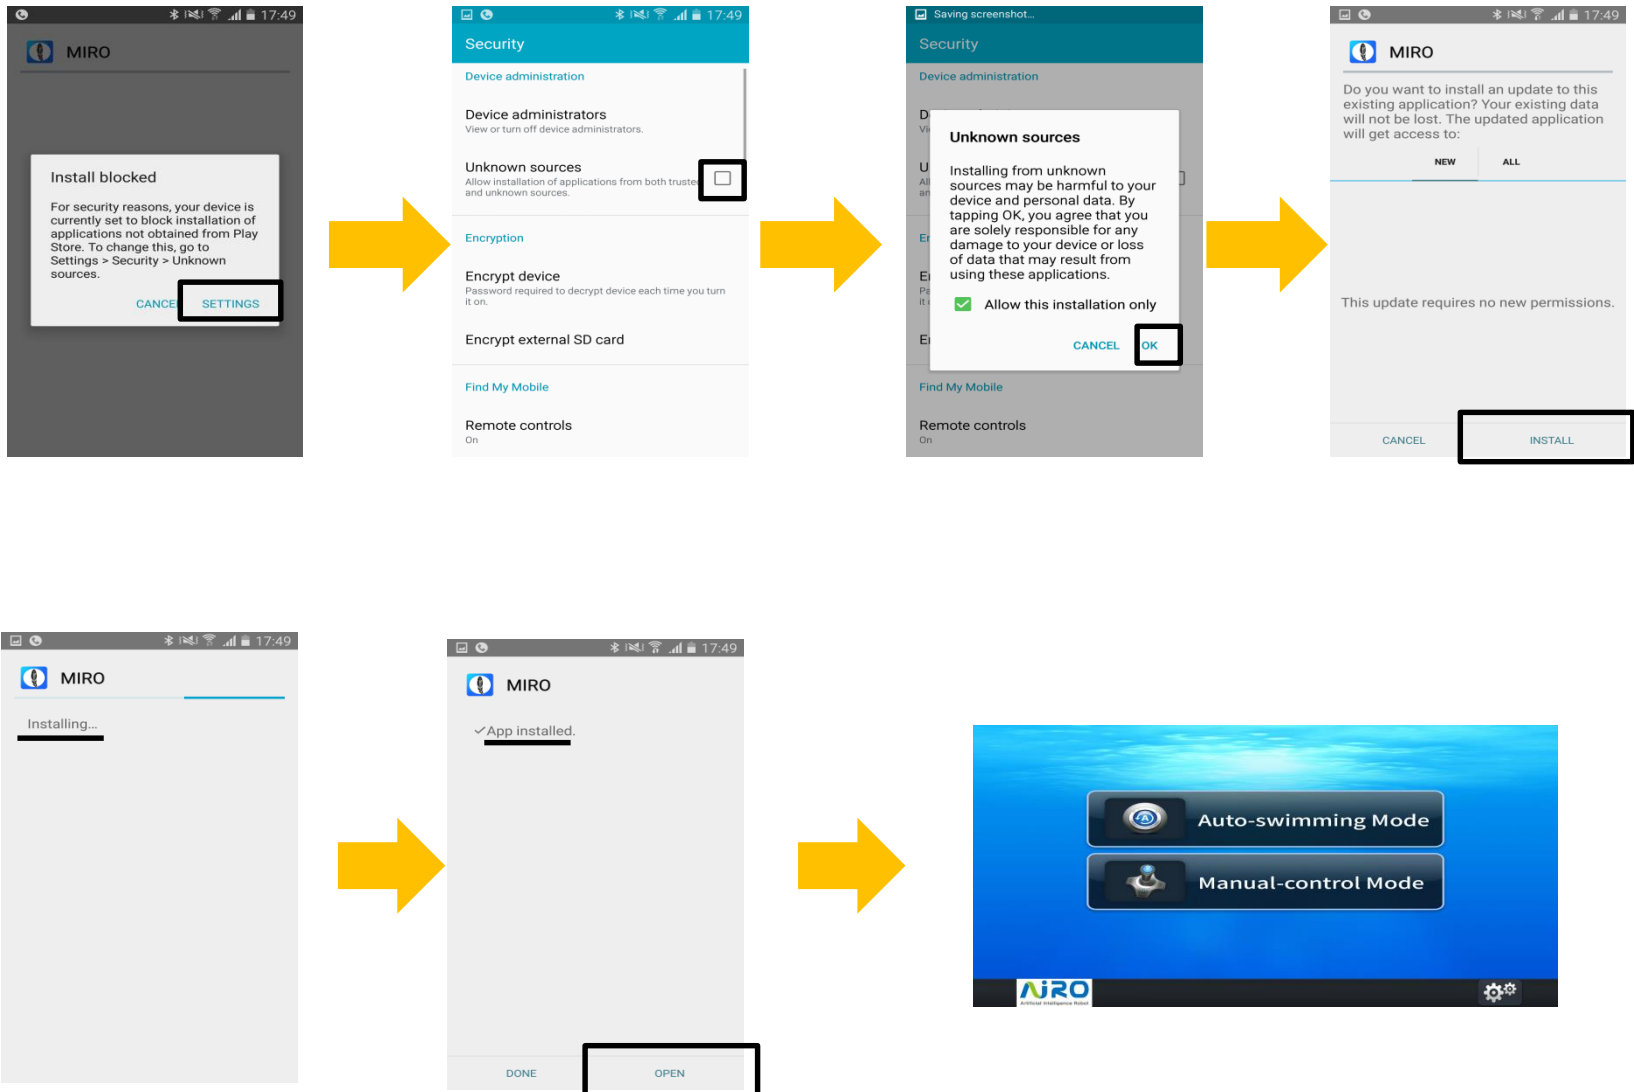 17:49
MIRO
Install blocked
For security reasons, your device is
currently set to block installation of
applications not obtained from Play
Store. To change this, go to
Settings > Security > Unknown
sources.
SETTINGS
17:49
Security
Device administration
Device administrators
View or turn off device administrators.
Unknown sources
Allow installation of applications from both
and unknown sources.
Encryption
Encrypt device
Password required to decrypt device each time you turn
it on.
Encrypt external SD card
Find My Mobile
Remote controls
On
Saving screenshot...
Security
Device administration
Unknown sources
Installing from unknown
sources may be harmful to your
device and personal data. By
tapping OK, you agree that you
are solely responsible for any
damage to your device or loss
of data that may result from
using these applications.
Allow this installation only
CANCEL OK
Find My Mobile
Remote controls
On
17:49
MIRO
Do you want to install an update to this
existing application? Your existing data
will not be lost. The updated application
will get access to:
NEW ALL
This update requires no new permissions.
CANCEL INSTALL
17:49
MIRO
Installing...
17:49
MIRO
App installed.
DONE OPEN
Auto-swimming Mode
Manual-control Mode
AIRO
Artificial Intelligence Robot